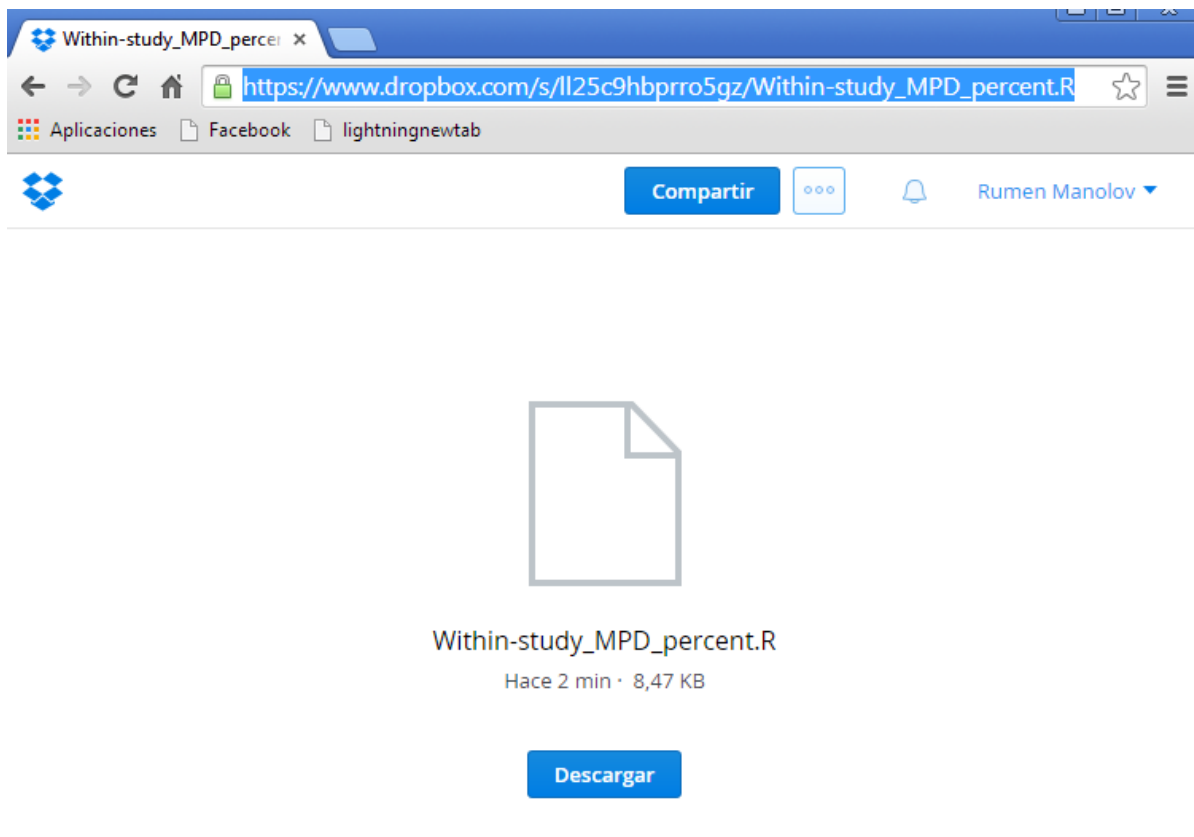 Within-study_MPD_percer
https://www.dropbox.com/s/ll25c9hbprro5gz/Within-study_MPD_percent.R
Aplicaciones Facebook lightningnewtab
Compartir Rumen Manolov
Within-study_MPD_percent.R
Hace 2 min · 8,47 KB
Descargar